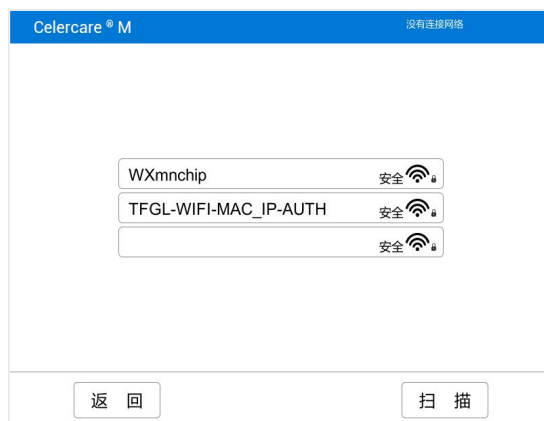 Celercare ® M 没有连接网络
WXmnchip 安全
TFGL-WIFI-MAC_IP-AUTH 安全
安全
返 回 扫 描